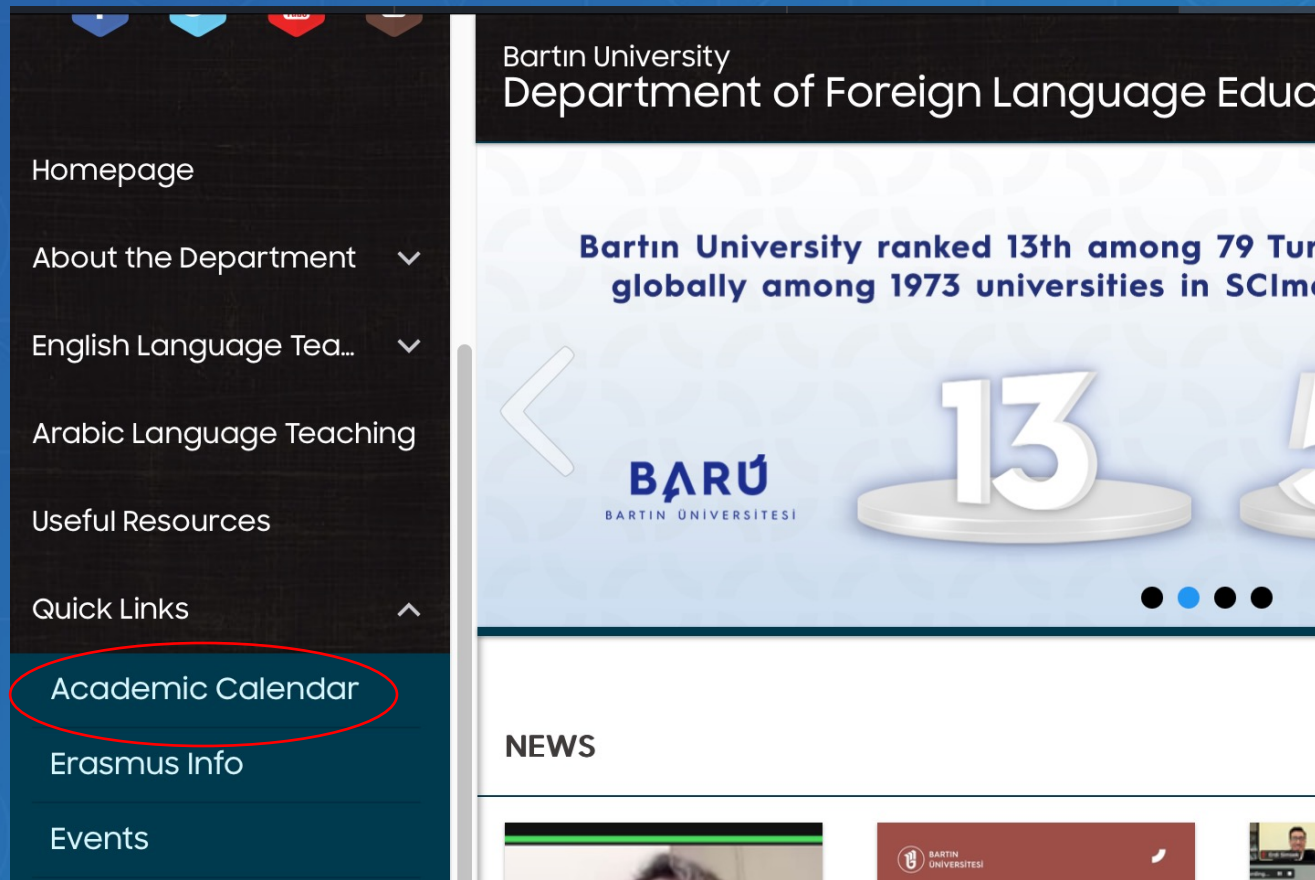 Homepage
About the Department
English Language Tea...
Arabic Language Teaching
Useful Resources
Quick Links
Academic Calendar
Erasmus Info
Events
Bartın University
Department of Foreign Language Educ
Bartın University ranked 13th among 79 Tur
globally among 1973 universities in SCIm
13
BARÜ
BARTIN ÜNİVERSİTESİ
NEWS
BARTIN
ÜNİVERSİTESİ